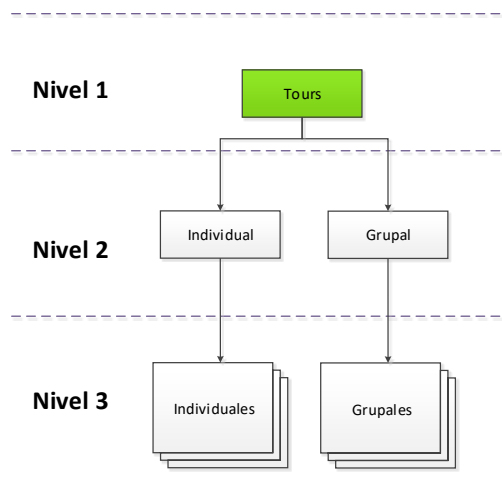 Nivel 1
Tours
Nivel 2
Individual
Grupal
Nivel 3
Individuales
Grupales